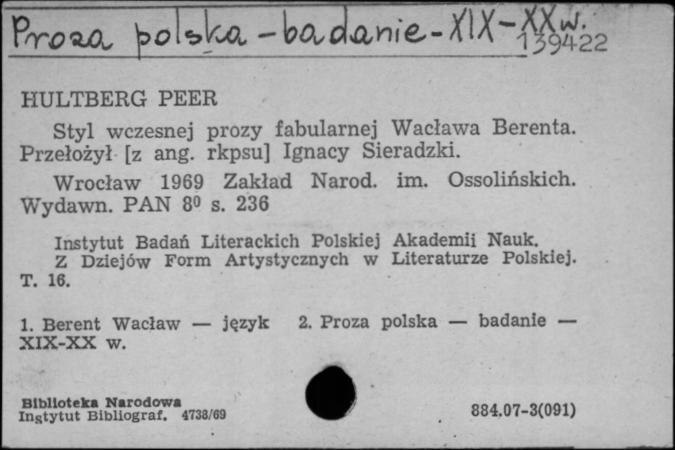 Proza polska – badanie – XIX – XX w.
139422
HULTBERG PEER
Styl wczesnej prozy fabularnej Wacława Berenta.
Przełożył [z ang. rkpsu] Ignacy Sieradzki.
Wrocław 1969 Zakład Narod. im. Ossolińskich.
Wydawn. PAN 8⁰ s. 236
Instytut Badań Literackich Polskiej Akademii Nauk.
Z Dziejów Form Artystycznych w Literaturze Polskiej.
T. 16.
1. Berent Wacław — język 2. Proza polska — badanie —
XIX-XX w.
Biblioteka Narodowa
Instytut Bibliograf. 4738/69
884.07-3(091)